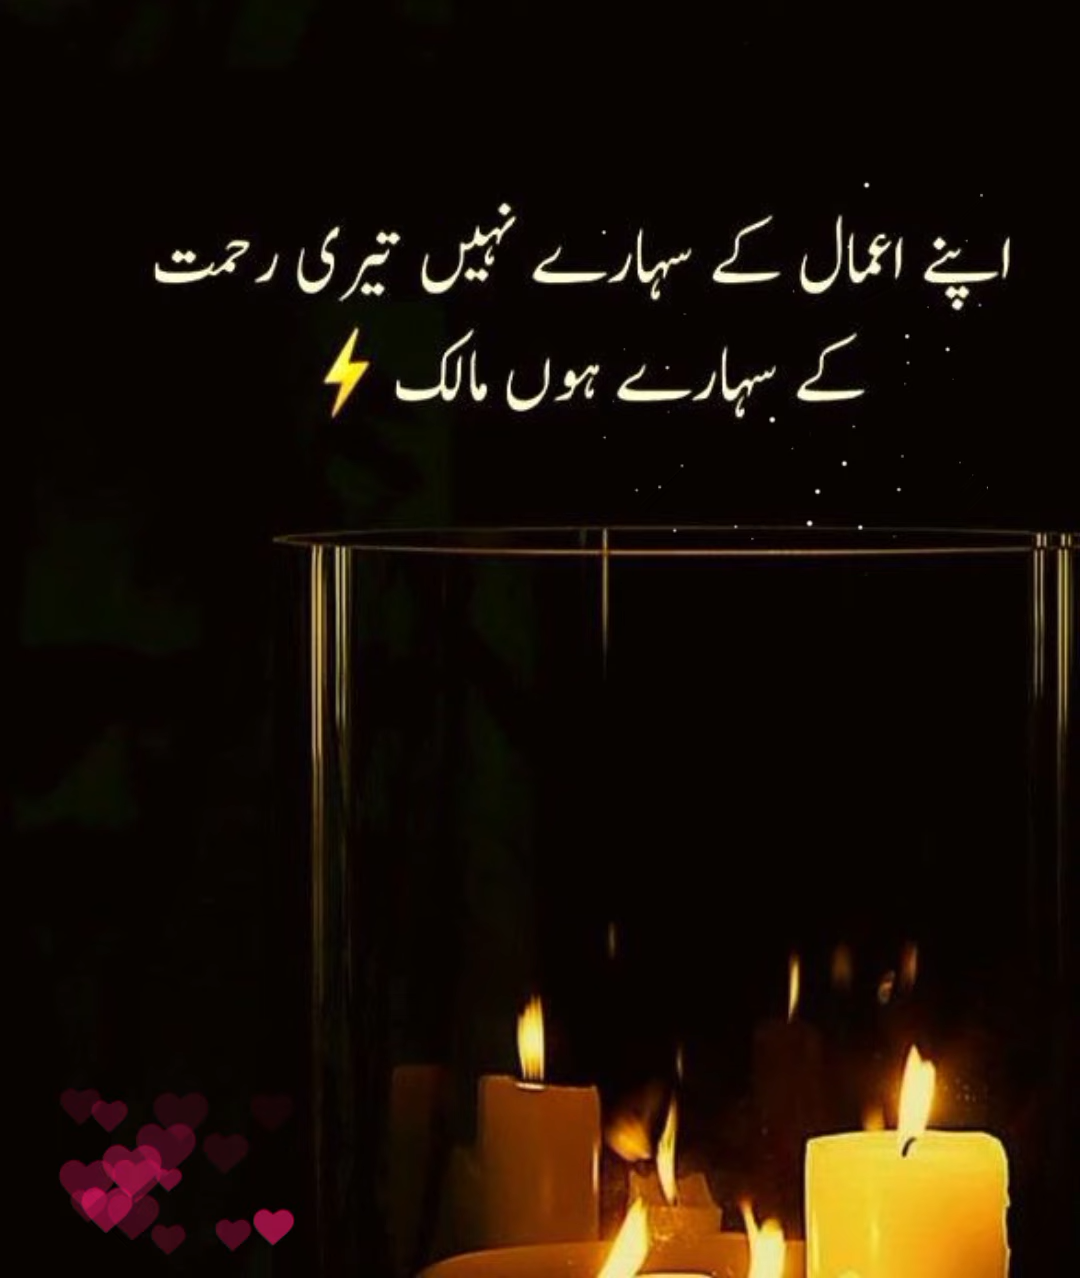 اپنے اعمال کے سہارے نہیں تیری رحمت
کے سہارے ہوں مالک ⚡